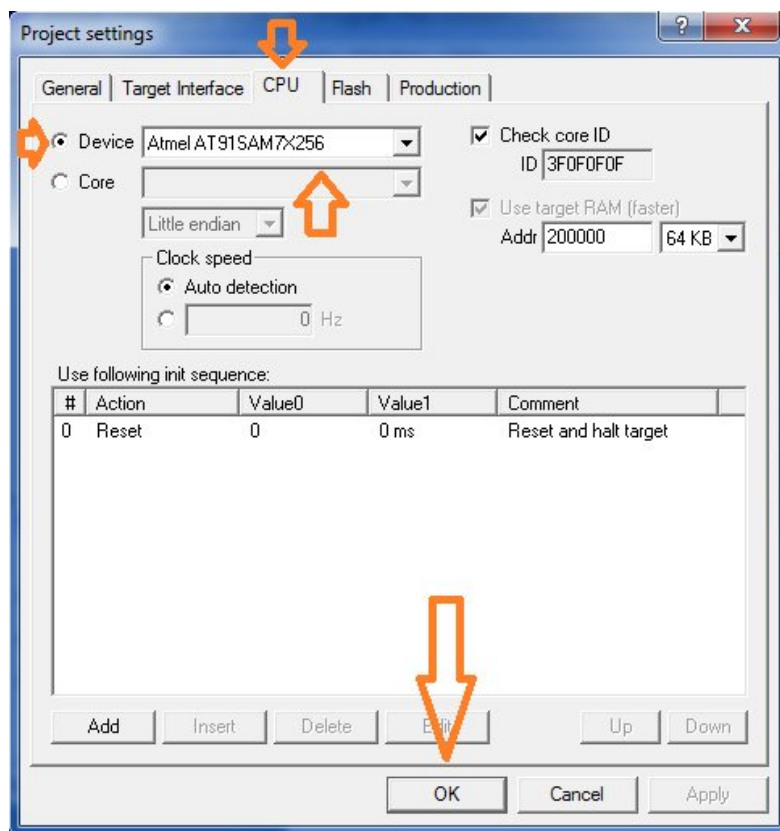 Project settings
General Target Interface CPU Flash Production
Device Atmel AT91SAM7X256
Check core ID
ID 3F0F0F0F
Core
Use target RAM (faster)
Little endian
Addr 200000 64 KB
Clock speed
Auto detection
0 Hz
Use following init sequence:
# Action Value0 Value1 Comment
0 Reset 0 0 ms Reset and halt target
Add Insert Delete Edit Up Down
OK Cancel Apply